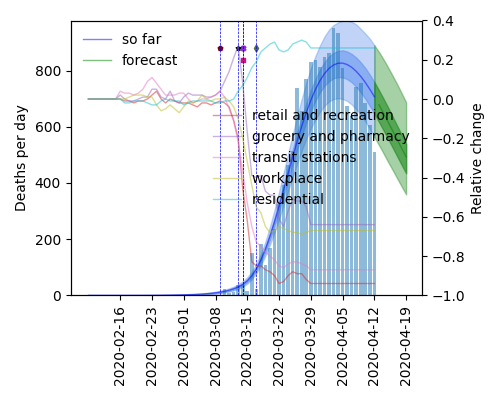 so far
forecast
retail and recreation
grocery and pharmacy
transit stations
workplace
residential
Deaths per day
Relative change
0
200
400
600
800
0.4
0.2
0.0
−0.2
−0.4
−0.6
−0.8
−1.0
2020-02-16
2020-02-23
2020-03-01
2020-03-08
2020-03-15
2020-03-22
2020-03-29
2020-04-05
2020-04-12
2020-04-19